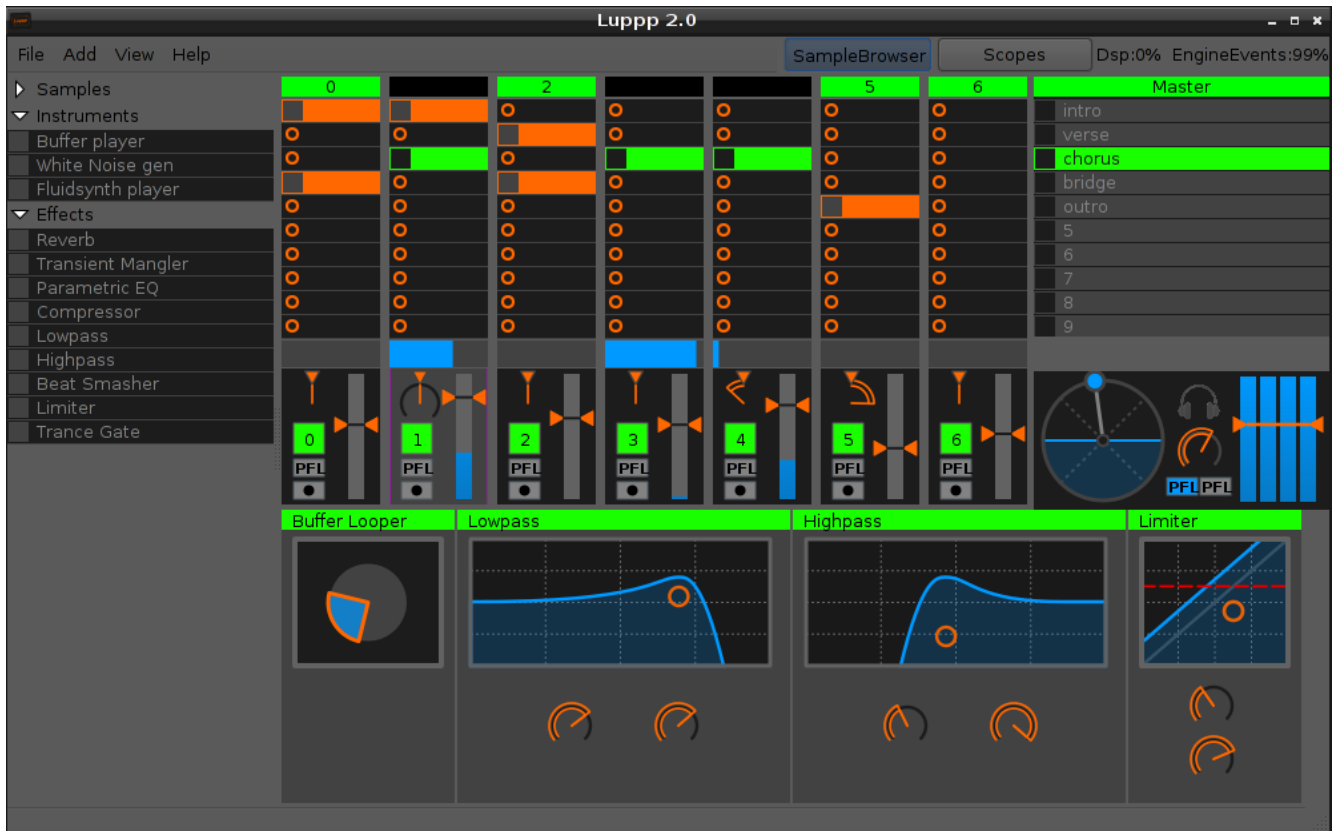 Luppp 2.0
File Add View Help SampleBrowser Scopes Dsp:0% EngineEvents:99%
Samples
Instruments
Buffer player
White Noise gen
Fluidsynth player
Effects
Reverb
Transient Mangler
Parametric EQ
Compressor
Lowpass
Highpass
Beat Smasher
Limiter
Trance Gate
0 2 5 6 Master
intro
verse
chorus
bridge
outro
5
6
7
8
9
0 1 2 3 4 5 6
PFL PFL PFL PFL PFL PFL PFL
PFL PFL
Buffer Looper Lowpass Highpass Limiter